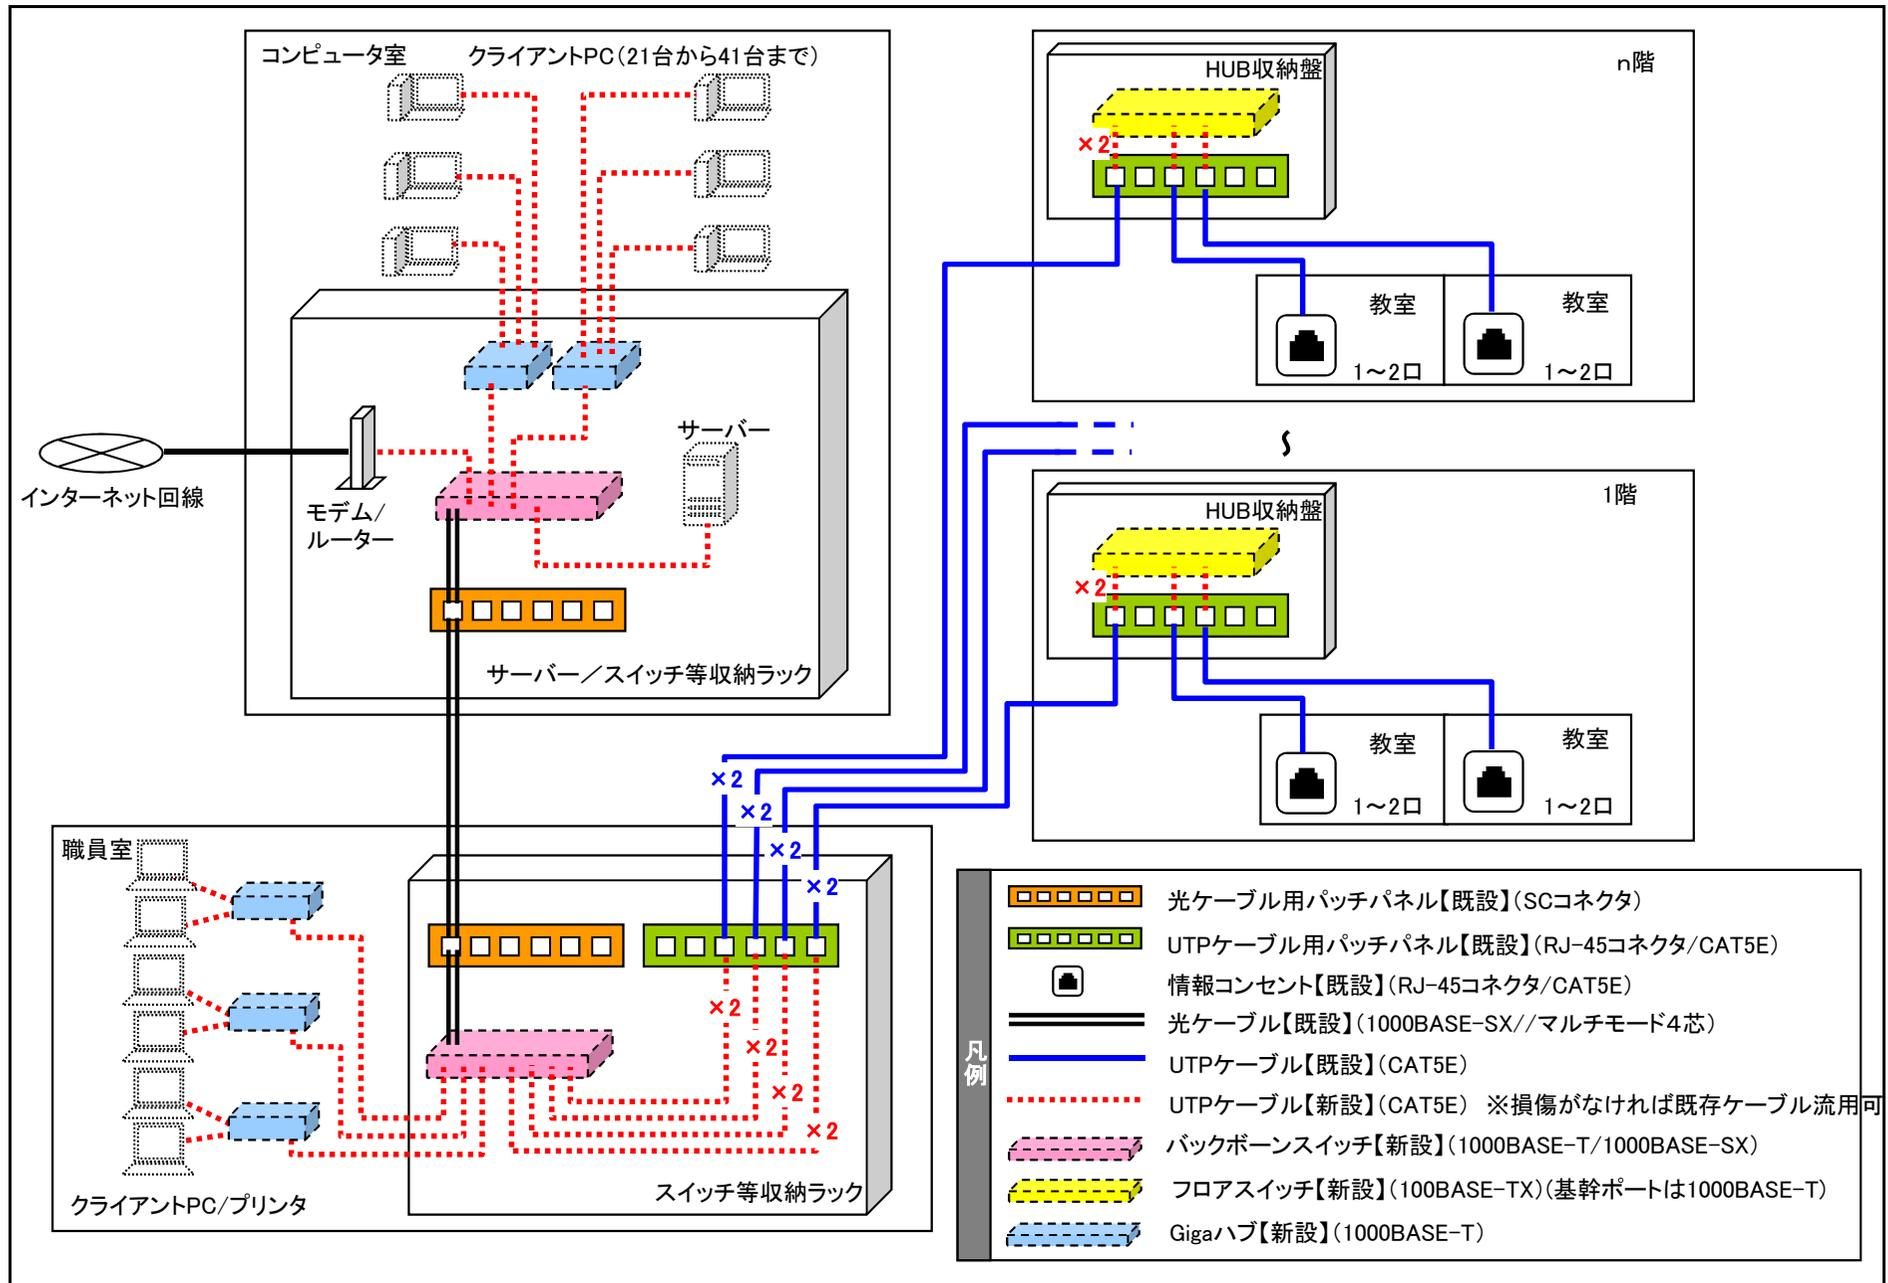 コンピュータ室
クライアントPC(21台から41台まで)
サーバー
インターネット回線
モデム/
ルーター
サーバー/スイッチ等収納ラック
HUB収納盤
n階
×2
教室
1~2口
教室
1~2口
~
HUB収納盤
1階
×2
教室
1~2口
教室
1~2口
×2
×2
×2
×2
職員室
×2
×2
×2
×2
クライアントPC/プリンタ
スイッチ等収納ラック
凡例
光ケーブル用パッチパネル【既設】(SCコネクタ)
UTPケーブル用パッチパネル【既設】(RJ-45コネクタ/CAT5E)
情報コンセント【既設】(RJ-45コネクタ/CAT5E)
光ケーブル【既設】(1000BASE-SX//マルチモード4芯)
UTPケーブル【既設】(CAT5E)
UTPケーブル【新設】(CAT5E) ※損傷がなければ既存ケーブル流用可
バックボーンスイッチ【新設】(1000BASE-T/1000BASE-SX)
フロアスイッチ【新設】(100BASE-TX)(基幹ポートは1000BASE-T)
Gigaハブ【新設】(1000BASE-T)